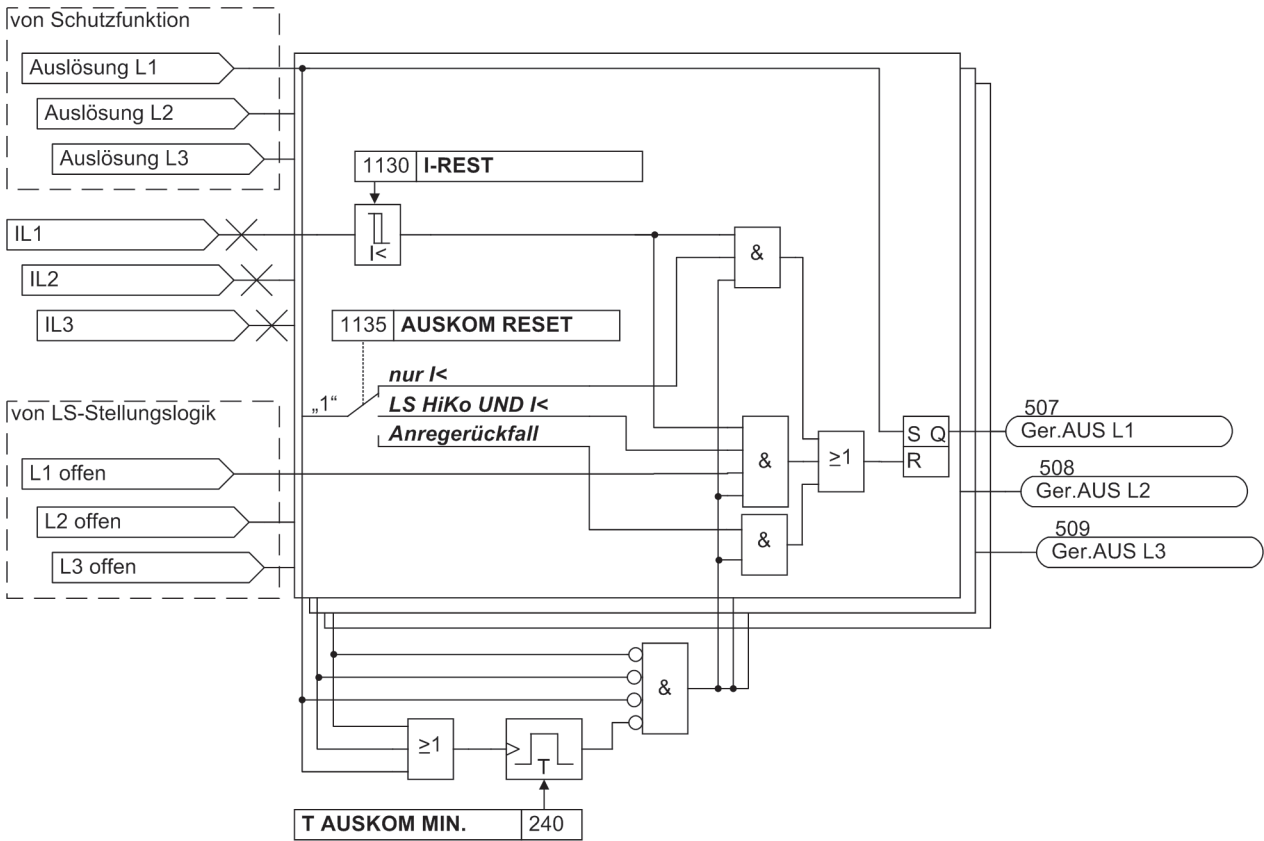 von Schutzfunktion
Auslösung L1
Auslösung L2
Auslösung L3
1130 I-REST
IL1
I<
&
IL2
IL3
1135 AUSKOM RESET
nur I<
„1“
LS HiKo UND I<
Anregerückfall
von LS-Stellungslogik
L1 offen
L2 offen
L3 offen
&
≥1
S Q
R
&
507
Ger.AUS L1
508
Ger.AUS L2
509
Ger.AUS L3
&
≥1
T
T AUSKOM MIN. 240